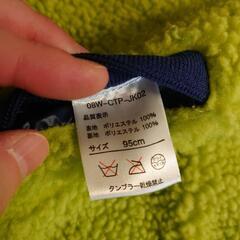 08W-CTP-JK02
品質表示
表地 ポリエステル 100%
裏地 ポリエステル 100%
サイズ 95cm
タンブラー乾燥禁止